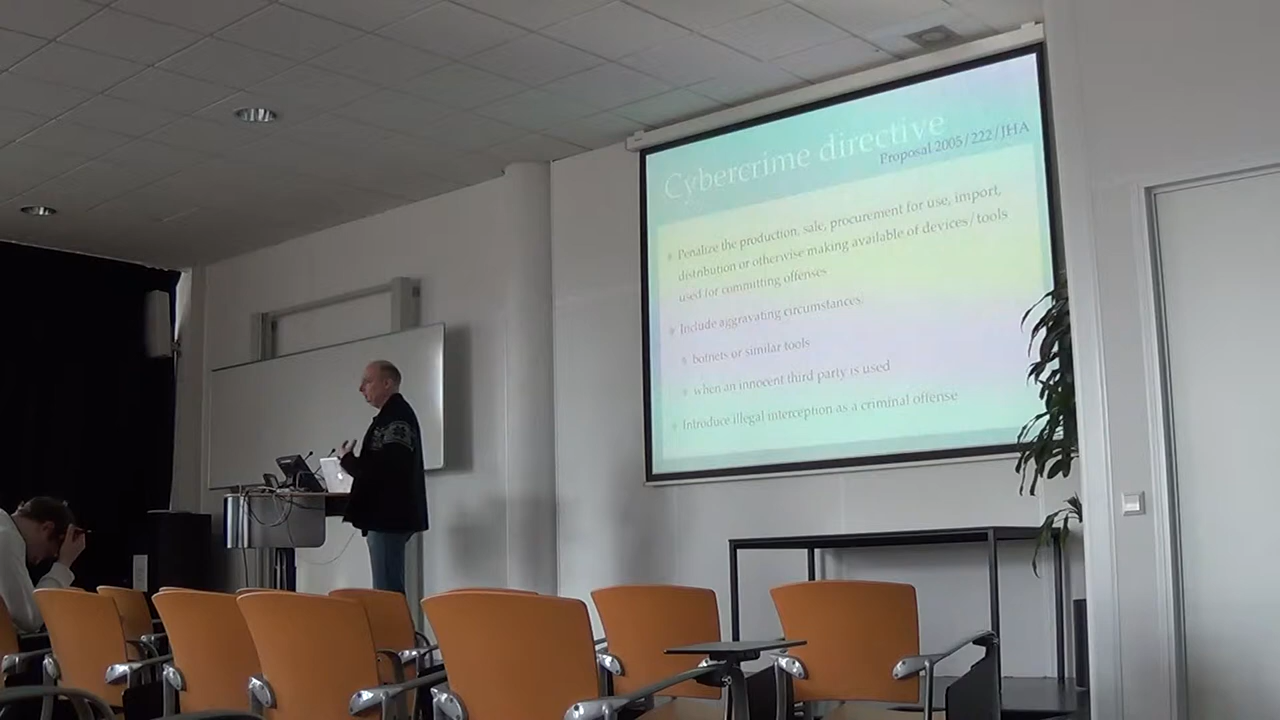 Cybercrime directive
Proposal 2005/222/JHA
Penalize the production, sale, procurement for use, import,
distribution or otherwise making available of devices/tools
used for committing offenses
Include aggravating circumstances:
botnets or similar tools
when an innocent third party is used
Introduce illegal interception as a criminal offense